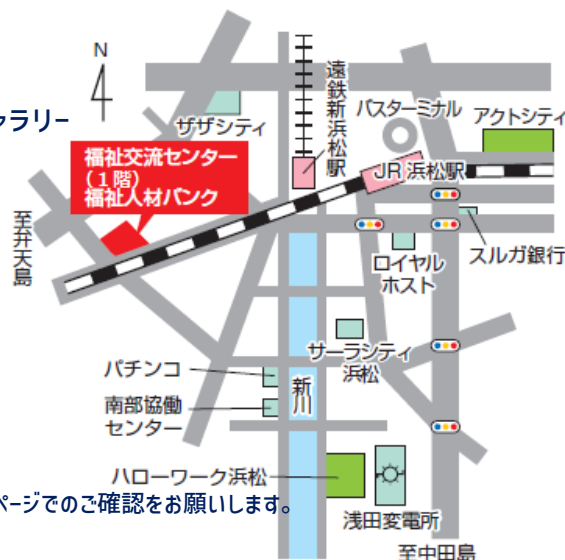 N
ャラリー
ザザシティ
遠鉄新浜松駅
バスターミナル
アクトシティ
福祉交流センター
(1階)
福祉人材バンク
JR 浜松駅
至弁天島
ロイヤル
ホスト
スルガ銀行
サーラシティ
浜松
パチンコ
新川
南部協働
センター
ハローワーク浜松
ページでのご確認をお願いします。
浅田変電所
至中田島